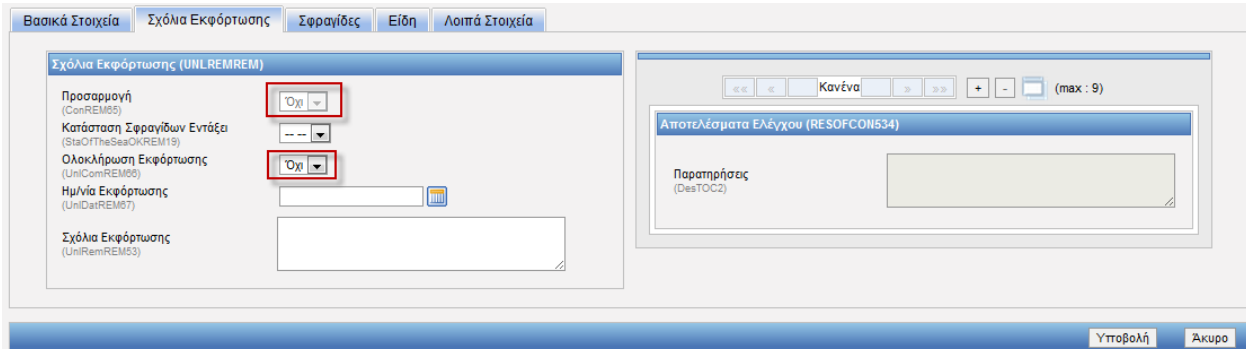 Βασικά Στοιχεία Σχόλια Εκφόρτωσης Σφραγίδες Είδη Λοιπά Στοιχεία
Σχόλια Εκφόρτωσης (UNLREMREM)
Προσαρμογή Όχι
(ConREM65)
Κατάσταση Σφραγίδων Εντάξει -- --
(StaOfTheSeaOKREM19)
Ολοκλήρωση Εκφόρτωσης Όχι
(UnlComREM66)
Ημ/νία Εκφόρτωσης
(UnlDatREM67)
Σχόλια Εκφόρτωσης
(UnlRemREM53)
«« « Κανένα » »» + - (max : 9)
Αποτελέσματα Ελέγχου (RESOFCON534)
Παρατηρήσεις
(DesTOC2)
Υποβολή Άκυρο